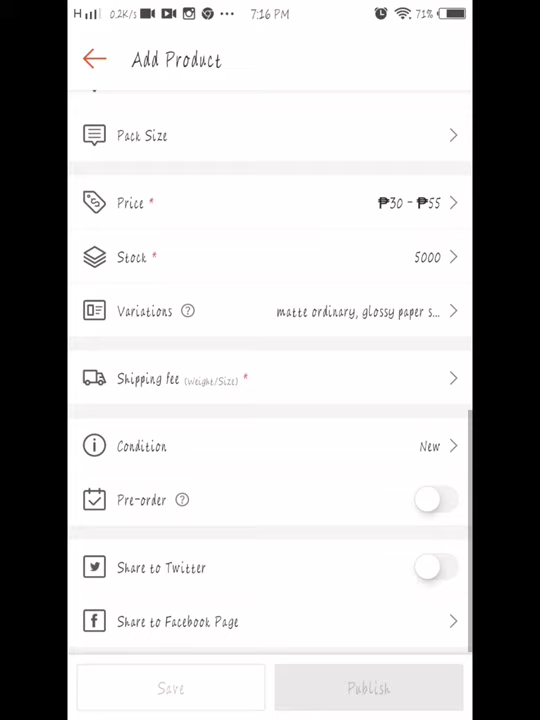 H 0.2K/s ... 7:16 PM 71%
Add Product
Pack Size
Price * ₱30 - ₱55
Stock * 5000
Variations ? matte ordinary, glossy paper s...
Shipping fee (Weight/Size) *
Condition New
Pre-order ?
Share to Twitter
Share to Facebook Page
Save Publish